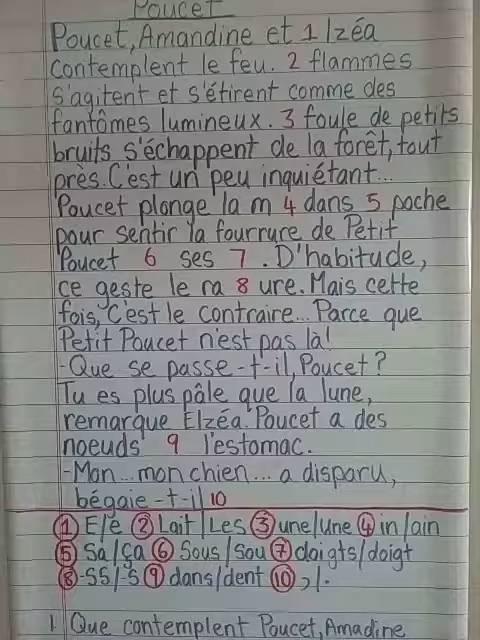 Poucet
Poucet, Amandine et 1 lzéa
contemplent le feu. 2 flammes
s'agitent et s'étirent comme des
fantômes lumineux. 3 foule de petits
bruits s'échappent de la forêt, tout
près. C'est un peu inquiétant...
Poucet plonge la m 4 dans 5 poche
pour sentir la fourrure de Petit
Poucet 6 ses 7 . D'habitude,
ce geste le ra 8 ure. Mais cette
fois, c'est le contraire... Parce que
Petit Poucet n'est pas là!
-Que se passe-t-il, Poucet?
Tu es plus pâle que la lune,
remarque Elzéa. Poucet a des
noeuds 9 l'estomac.
-Mon... mon chien... a disparu,
bégaie-t-il 10
① E/é ② Lait/Les ③ une/lune ④ in/ain
⑤ Sa/ça ⑥ Sous/sou ⑦ doigts/doigt
⑧ -ss/-s ⑨ dans/dent ⑩ ,/.
1 Que contemplent Poucet, Amadine